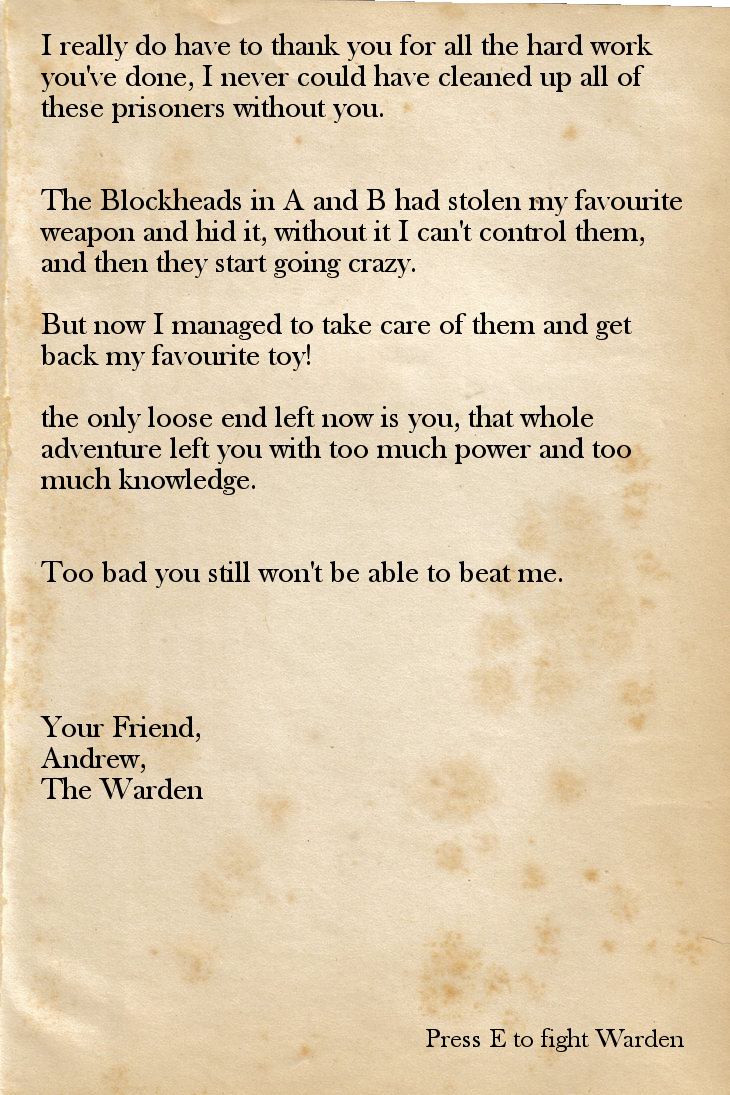 I really do have to thank you for all the hard work
you've done, I never could have cleaned up all of
these prisoners without you.
The Blockheads in A and B had stolen my favourite
weapon and hid it, without it I can't control them,
and then they start going crazy.
But now I managed to take care of them and get
back my favourite toy!
the only loose end left now is you, that whole
adventure left you with too much power and too
much knowledge.
Too bad you still won't be able to beat me.
Your Friend,
Andrew,
The Warden
Press E to fight Warden